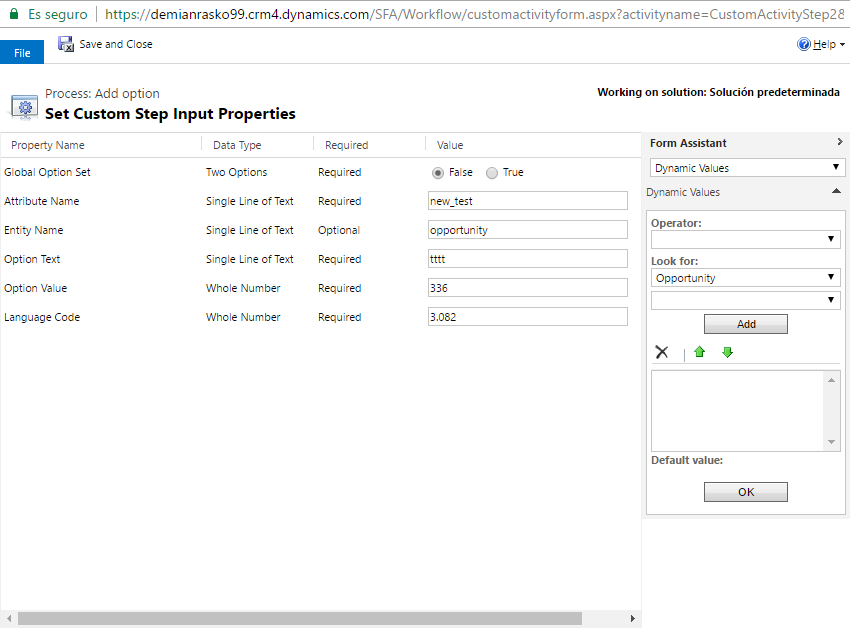 Es seguro https://demianrasko99.crm4.dynamics.com/SFA/Workflow/customactivityform.aspx?activityname=CustomActivityStep28
File Save and Close Help
Process: Add option
Set Custom Step Input Properties
Working on solution: Solución predeterminada
Property Name Data Type Required Value
Global Option Set Two Options Required False True
Attribute Name Single Line of Text Required new_test
Entity Name Single Line of Text Optional opportunity
Option Text Single Line of Text Required tttt
Option Value Whole Number Required 336
Language Code Whole Number Required 3.082
Form Assistant
Dynamic Values
Dynamic Values
Operator:
Look for:
Opportunity
Add
Default value:
OK